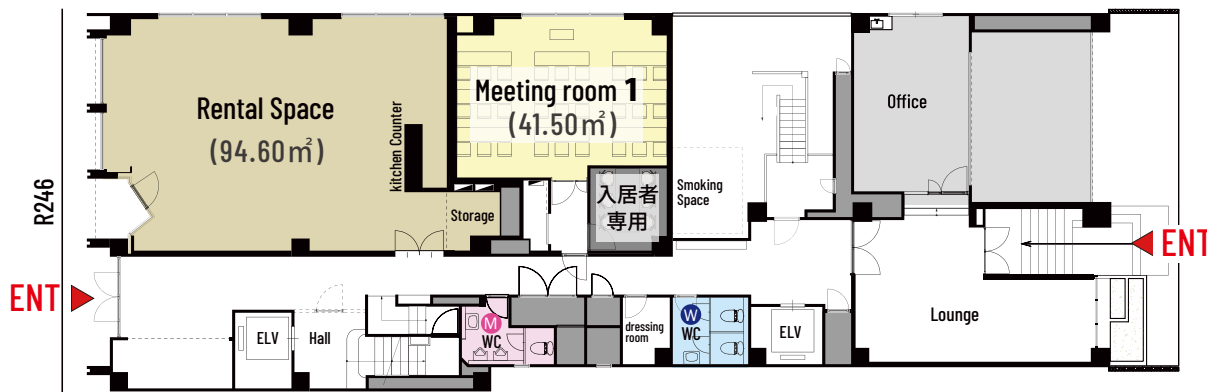 Rental Space
(94.60㎡)
kitchen Counter
Storage
Meeting room 1
(41.50㎡)
入居者
専用
Smoking
Space
Office
R246
ENT
ENT
ELV
Hall
M
WC
dressing
room
W
WC
ELV
Lounge